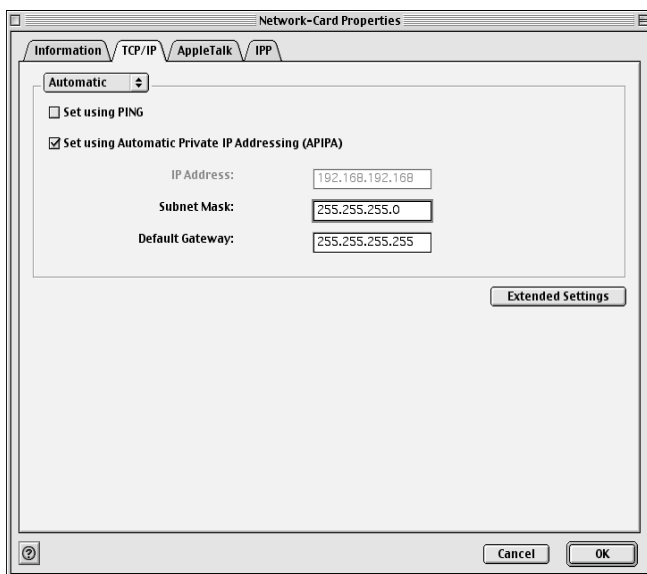 Network-Card Properties
Information TCP/IP AppleTalk IPP
Automatic
Set using PING
Set using Automatic Private IP Addressing (APIPA)
IP Address: 192.168.192.168
Subnet Mask: 255.255.255.0
Default Gateway: 255.255.255.255
Extended Settings
? Cancel OK